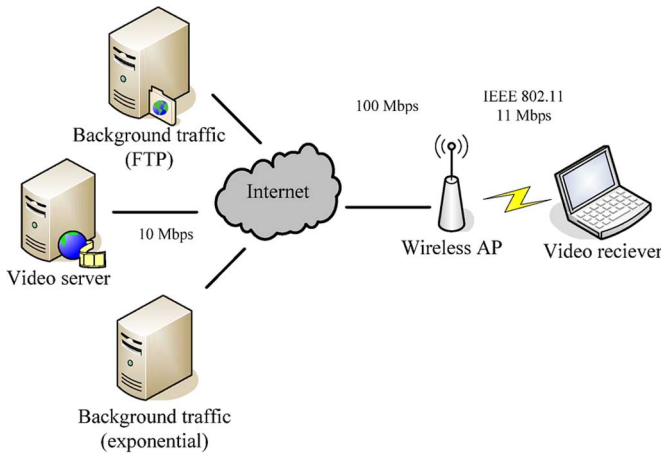 Background traffic
(FTP)
Internet
100 Mbps
IEEE 802.11
11 Mbps
Video server
10 Mbps
Wireless AP
Video reciever
Background traffic
(exponential)